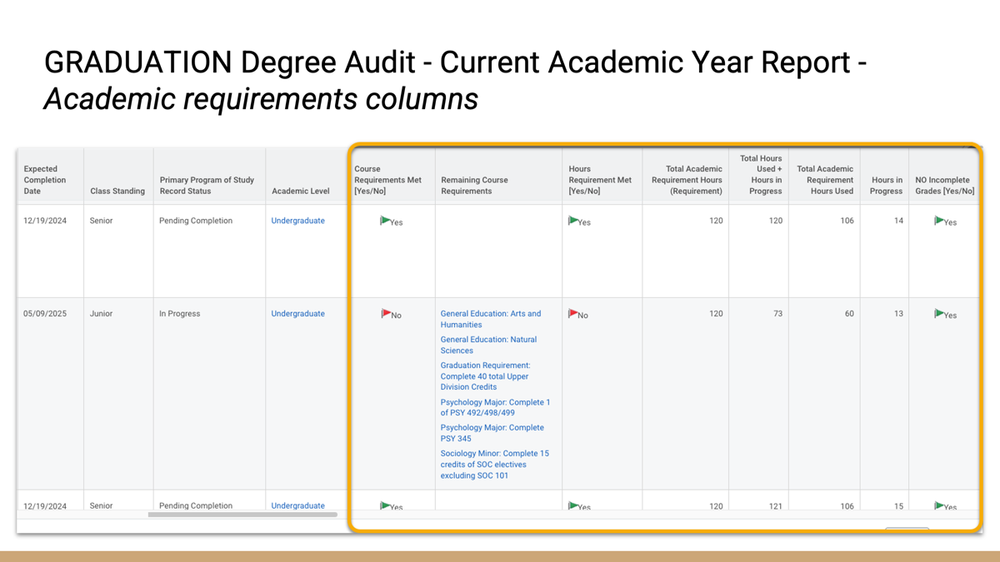 GRADUATION Degree Audit - Current Academic Year Report -
Academic requirements columns
Expected
Completion
Date
Class Standing
Primary Program of Study
Record Status
Academic Level
Course
Requirements Met
[Yes/No]
Remaining Course
Requirements
Hours
Requirement Met
[Yes/No]
Total Academic
Requirement Hours
(Requirement)
Total Hours
Used +
Hours in
Progress
Total Academic
Requirement
Hours Used
Hours in
Progress
NO Incomplete
Grades [Yes/No]
12/19/2024
Senior
Pending Completion
Undergraduate
Yes
Yes
120
120
106
14
Yes
05/09/2025
Junior
In Progress
Undergraduate
No
General Education: Arts and
Humanities
General Education: Natural
Sciences
Graduation Requirement:
Complete 40 total Upper
Division Credits
Psychology Major: Complete 1
of PSY 492/498/499
Psychology Major: Complete
PSY 345
Sociology Minor: Complete 15
credits of SOC electives
excluding SOC 101
No
120
73
60
13
Yes
12/19/2024
Senior
Pending Completion
Undergraduate
Yes
Yes
120
121
106
15
Yes